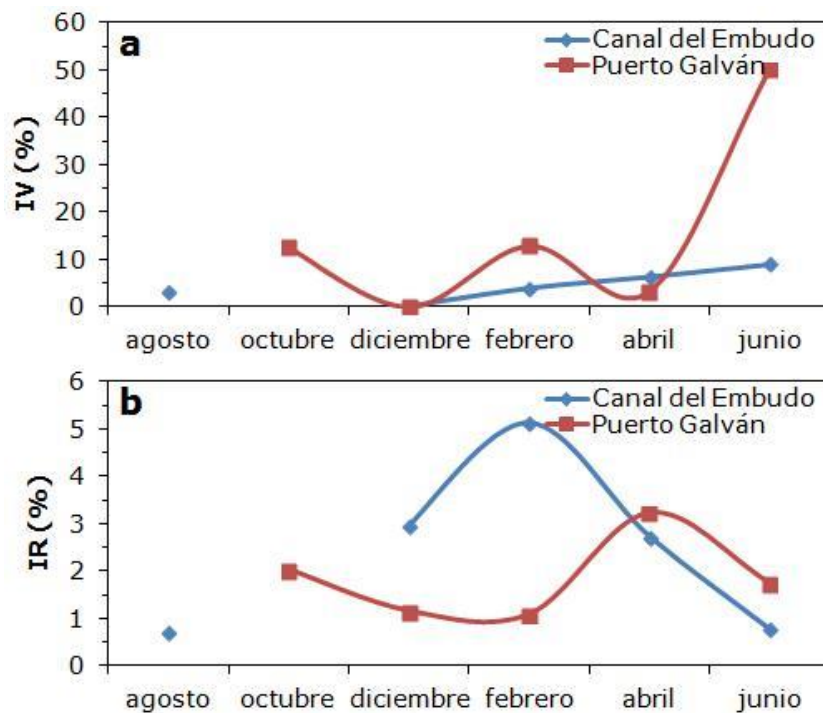 a
Canal del Embudo
Puerto Galván
IV (%)
60
50
40
30
20
10
0
agosto octubre diciembre febrero abril junio
b
Canal del Embudo
Puerto Galván
IR (%)
6
5
4
3
2
1
0
agosto octubre diciembre febrero abril junio